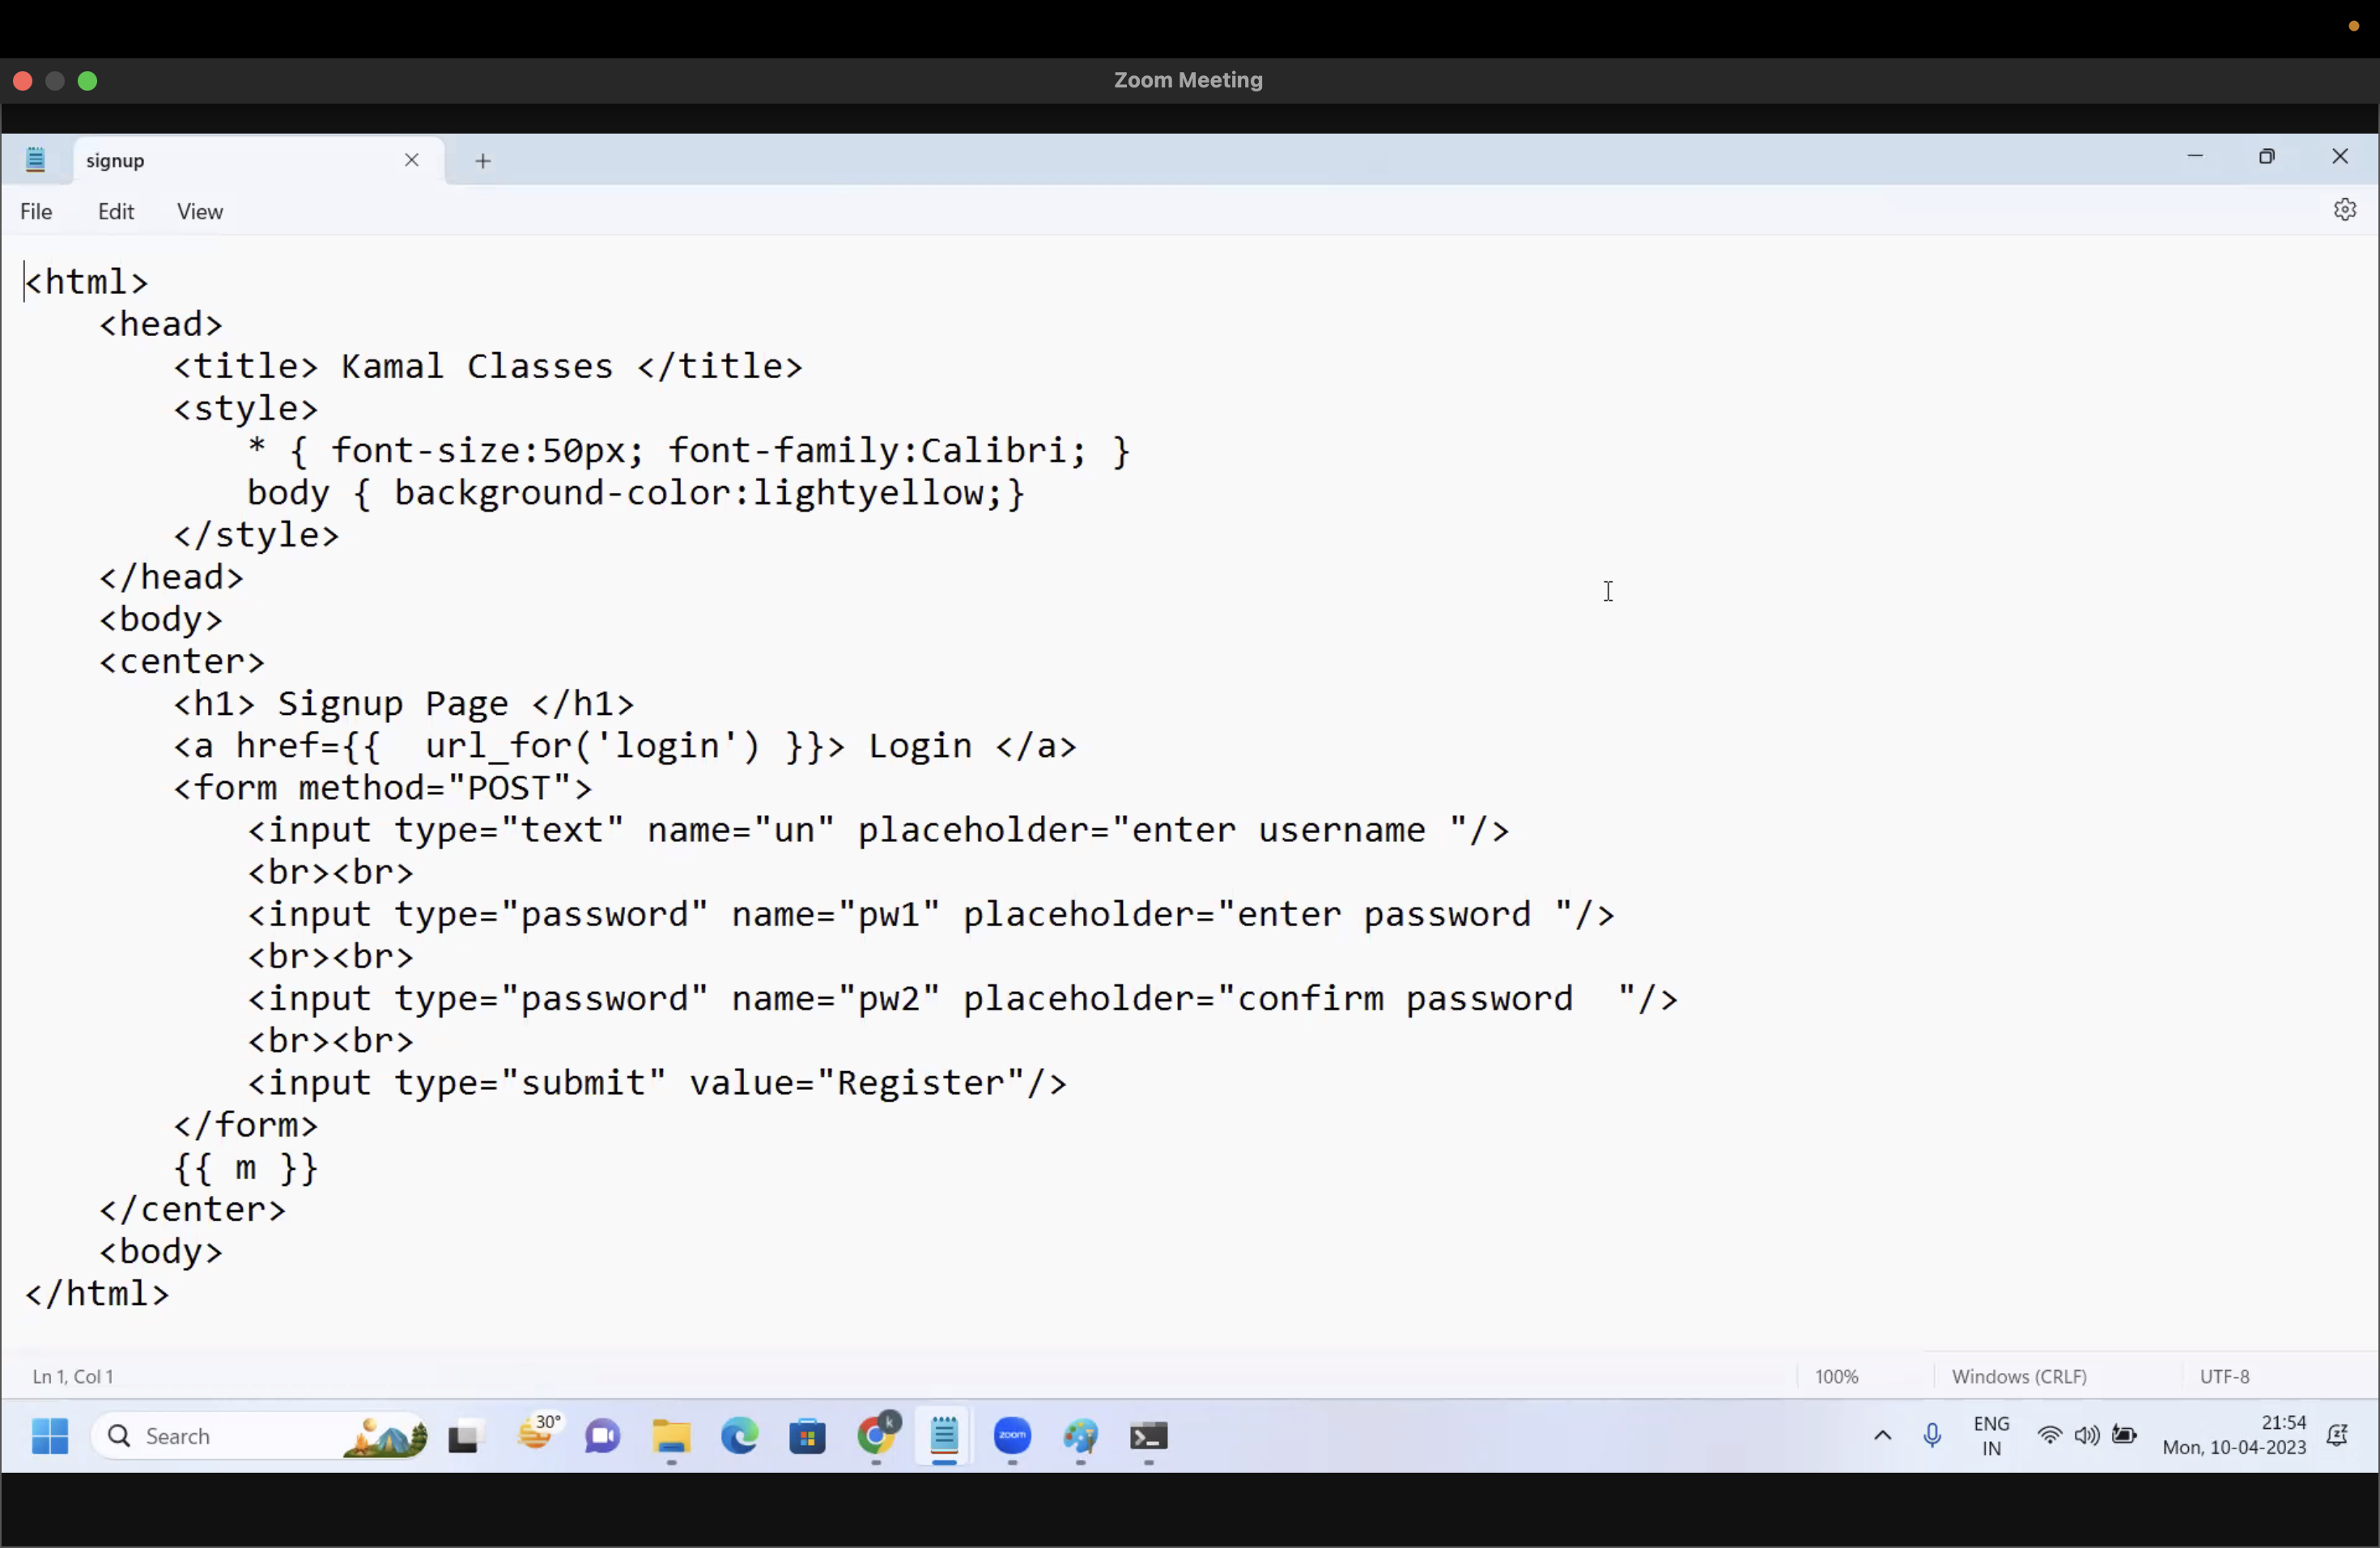 Zoom Meeting
signup
File Edit View
<html>
    <head>
        <title> Kamal Classes </title>
        <style>
            * { font-size:50px; font-family:Calibri; }
            body { background-color:lightyellow;}
        </style>
    </head>
    <body>
    <center>
        <h1> Signup Page </h1>
        <a href={{  url_for('login') }}> Login </a>
        <form method="POST">
            <input type="text" name="un" placeholder="enter username "/>
            <br><br>
            <input type="password" name="pw1" placeholder="enter password "/>
            <br><br>
            <input type="password" name="pw2" placeholder="confirm password  "/>
            <br><br>
            <input type="submit" value="Register"/>
        </form>
        {{ m }}
    </center>
    <body>
</html>
Ln 1, Col 1 100% Windows (CRLF) UTF-8
Search 30° k zoom ENG IN 21:54
Mon, 10-04-2023